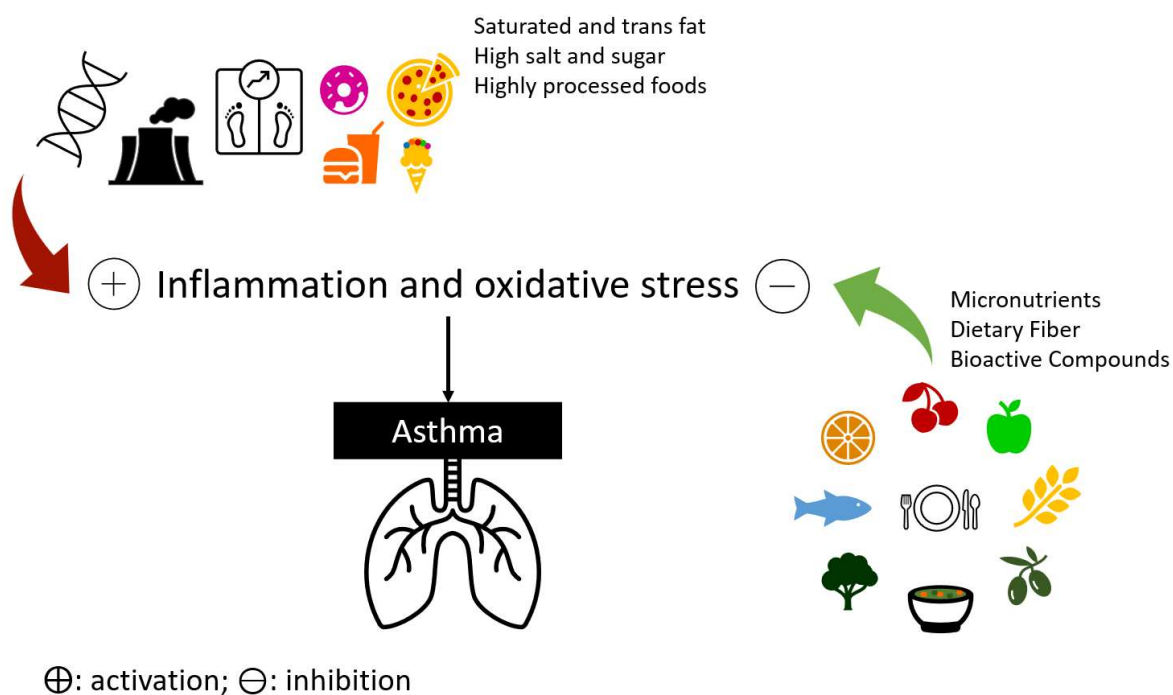 Saturated and trans fat
High salt and sugar
Highly processed foods
⊕ Inflammation and oxidative stress ⊖
Micronutrients
Dietary Fiber
Bioactive Compounds
Asthma
⊕: activation; ⊖: inhibition